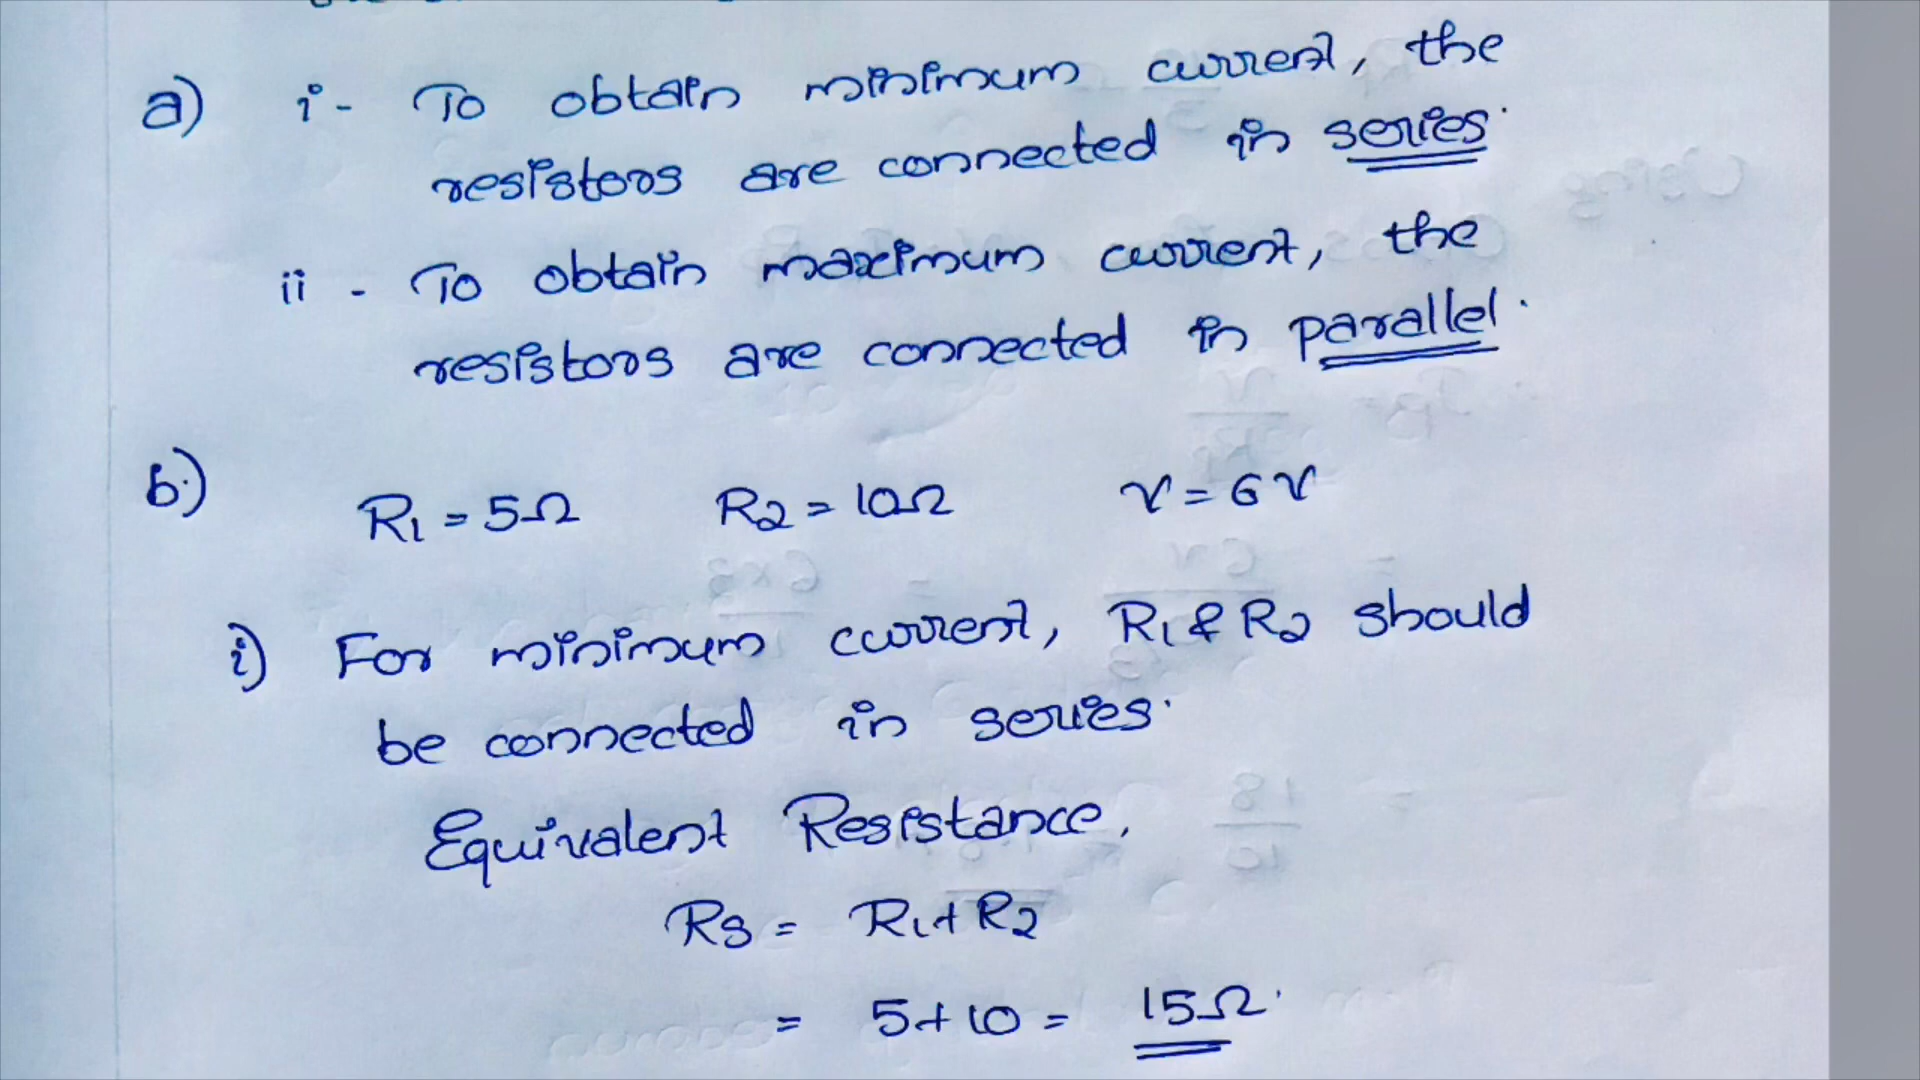 a) i - To obtain minimum current, the
resistors are connected in series.
ii - To obtain maximum current, the
resistors are connected in parallel.
b.) R1 = 5Ω R2 = 10Ω V = 6V
i) For minimum current, R1 & R2 should
be connected in series.
Equivalent Resistance,
RS = R1 + R2
= 5 + 10 = 15Ω.